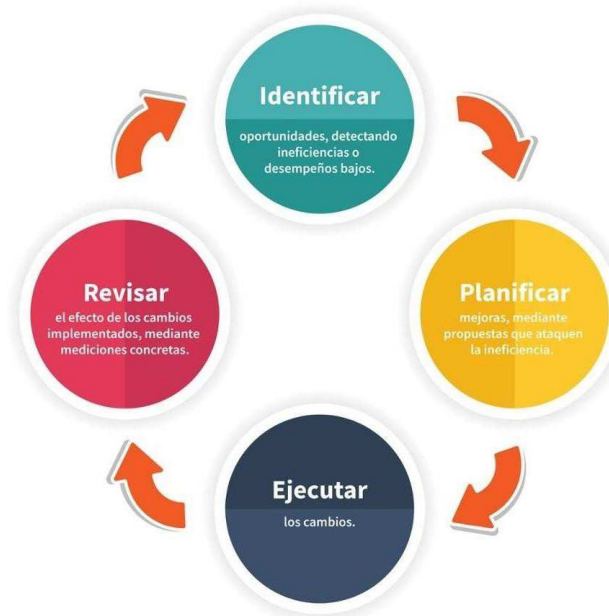 Identificar
oportunidades, detectando
ineficiencias o
desempeños bajos.
Planificar
mejoras, mediante
propuestas que ataquen
la ineficiencia.
Ejecutar
los cambios.
Revisar
el efecto de los cambios
implementados, mediante
mediciones concretas.